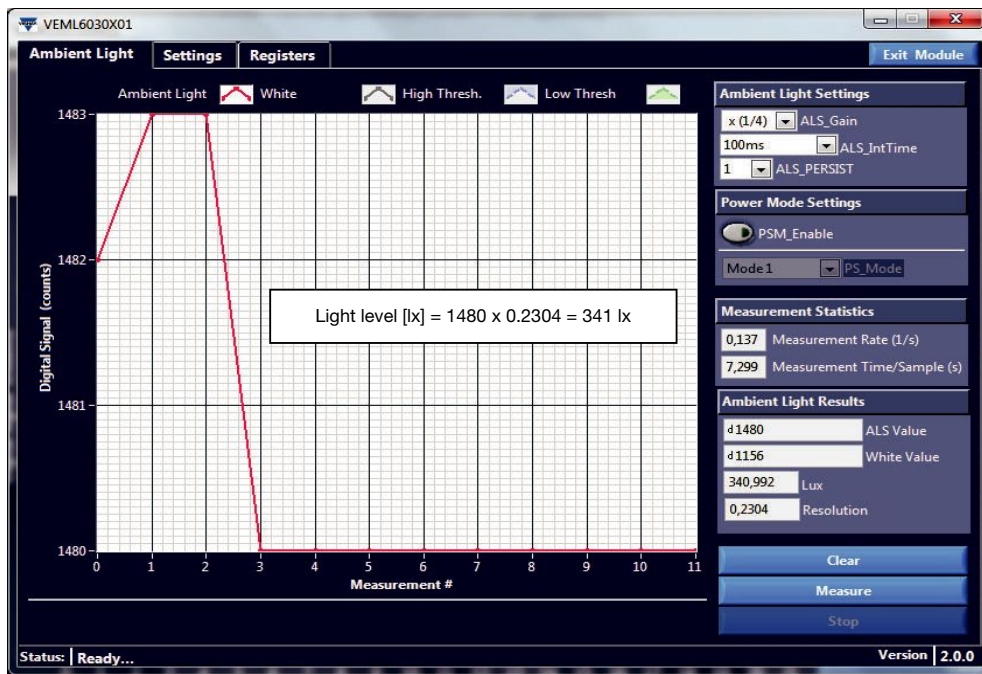 VEML6030X01
Ambient Light Settings Registers Exit Module
Ambient Light White High Thresh. Low Thresh
1483
1482
1481
1480
Digital Signal (counts)
0 1 2 3 4 5 6 7 8 9 10 11
Measurement #
Light level [lx] = 1480 x 0.2304 = 341 lx
Ambient Light Settings
x (1/4) ALS_Gain
100ms ALS_IntTime
1 ALS_PERSIST
Power Mode Settings
PSM_Enable
Mode1 PS_Mode
Measurement Statistics
0,137 Measurement Rate (1/s)
7,299 Measurement Time/Sample (s)
Ambient Light Results
d1480 ALS Value
d1156 White Value
340,992 Lux
0,2304 Resolution
Clear
Measure
Stop
Status: Ready... Version 2.0.0